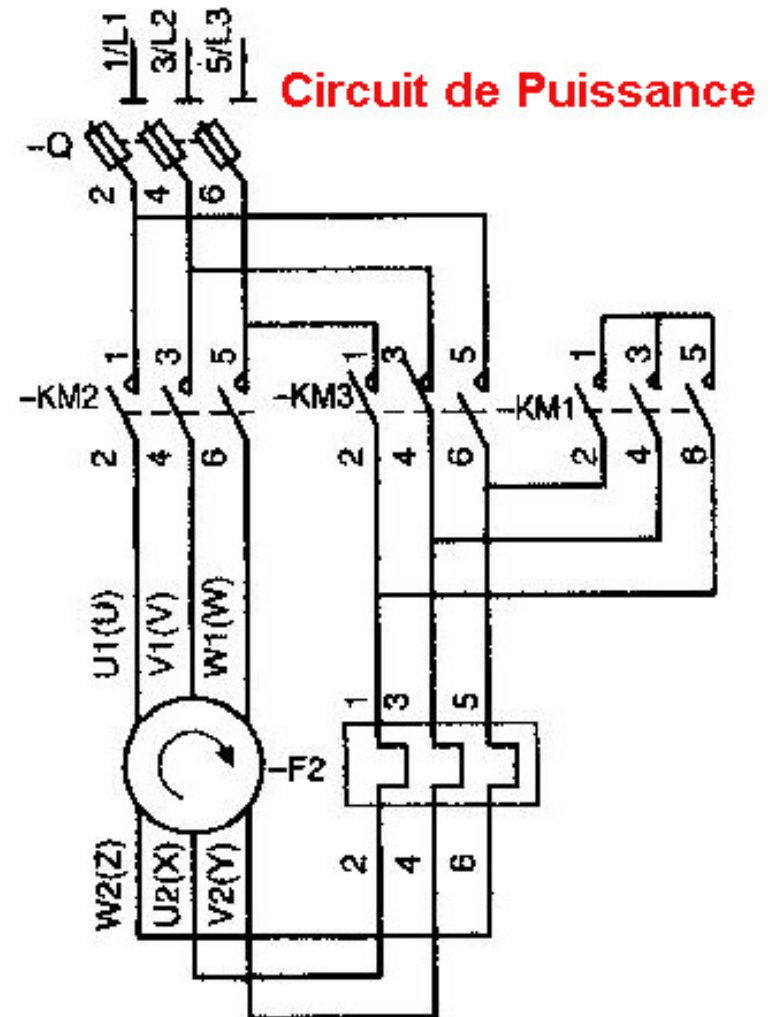 1/L1 3/L2 5/L3
Circuit de Puissance
-Q
2 4 6
1 3 5 1 3 5 1 3 5
-KM2 -KM3 -KM1
2 4 6 2 4 6 2 4 6
U1(U) V1(V) W1(W)
1 3 5
-F2
W2(Z) U2(X) V2(Y) 2 4 6